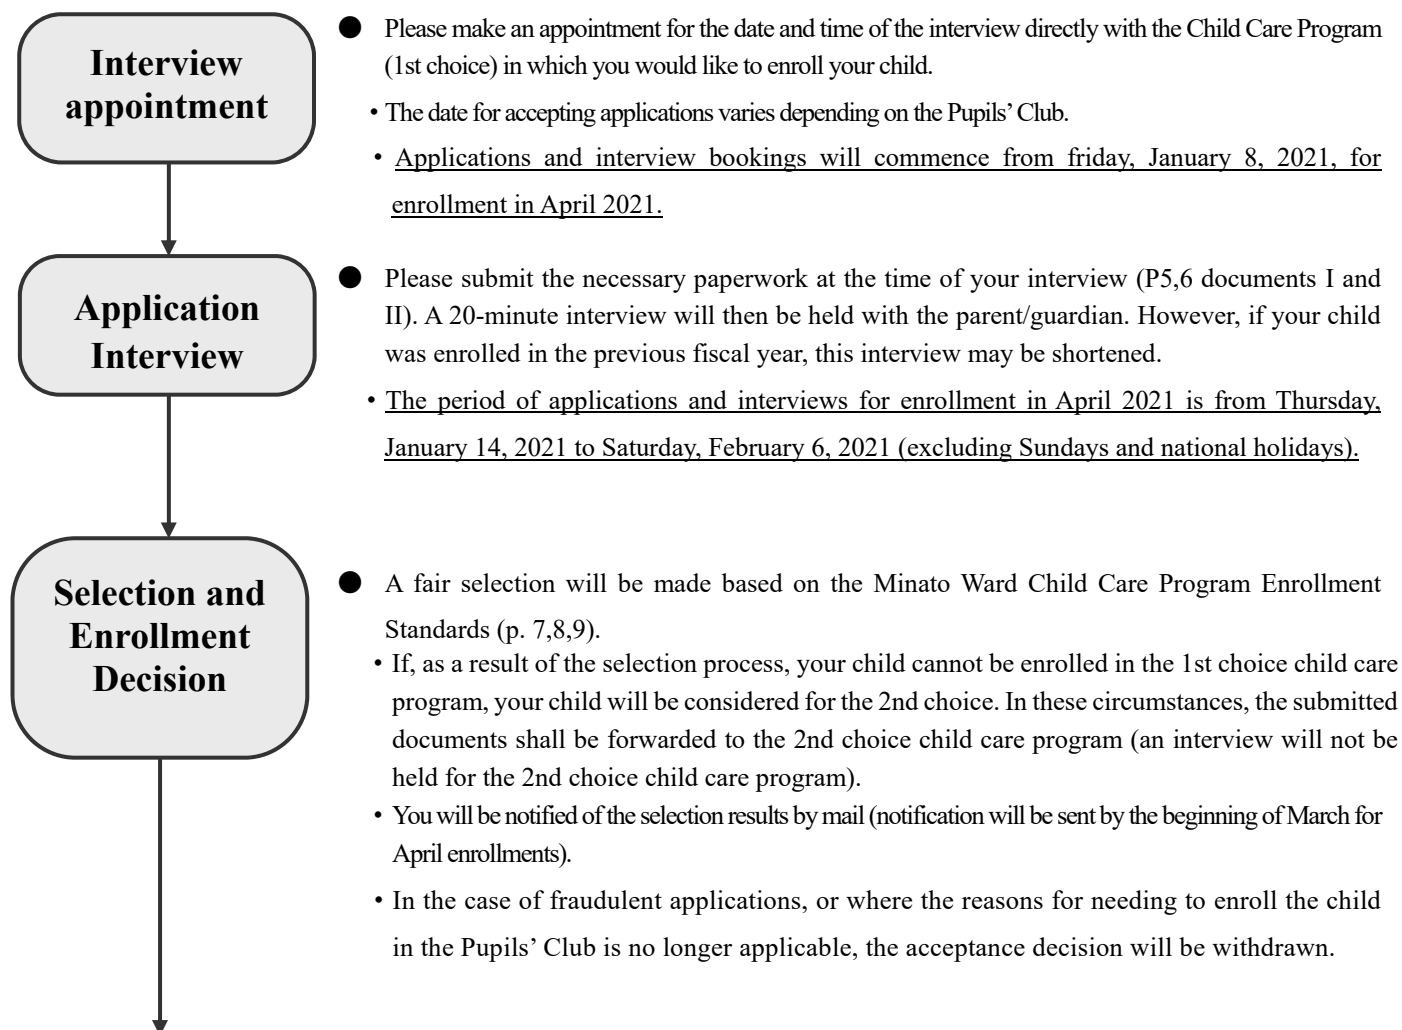 Interview
appointment
● Please make an appointment for the date and time of the interview directly with the Child Care Program
(1st choice) in which you would like to enroll your child.
• The date for accepting applications varies depending on the Pupils’ Club.
• Applications and interview bookings will commence from friday, January 8, 2021, for
enrollment in April 2021.
Application
Interview
● Please submit the necessary paperwork at the time of your interview (P5,6 documents I and
II). A 20-minute interview will then be held with the parent/guardian. However, if your child
was enrolled in the previous fiscal year, this interview may be shortened.
• The period of applications and interviews for enrollment in April 2021 is from Thursday,
January 14, 2021 to Saturday, February 6, 2021 (excluding Sundays and national holidays).
Selection and
Enrollment
Decision
● A fair selection will be made based on the Minato Ward Child Care Program Enrollment
Standards (p. 7,8,9).
• If, as a result of the selection process, your child cannot be enrolled in the 1st choice child care
program, your child will be considered for the 2nd choice. In these circumstances, the submitted
documents shall be forwarded to the 2nd choice child care program (an interview will not be
held for the 2nd choice child care program).
• You will be notified of the selection results by mail (notification will be sent by the beginning of March for
April enrollments).
• In the case of fraudulent applications, or where the reasons for needing to enroll the child
in the Pupils’ Club is no longer applicable, the acceptance decision will be withdrawn.